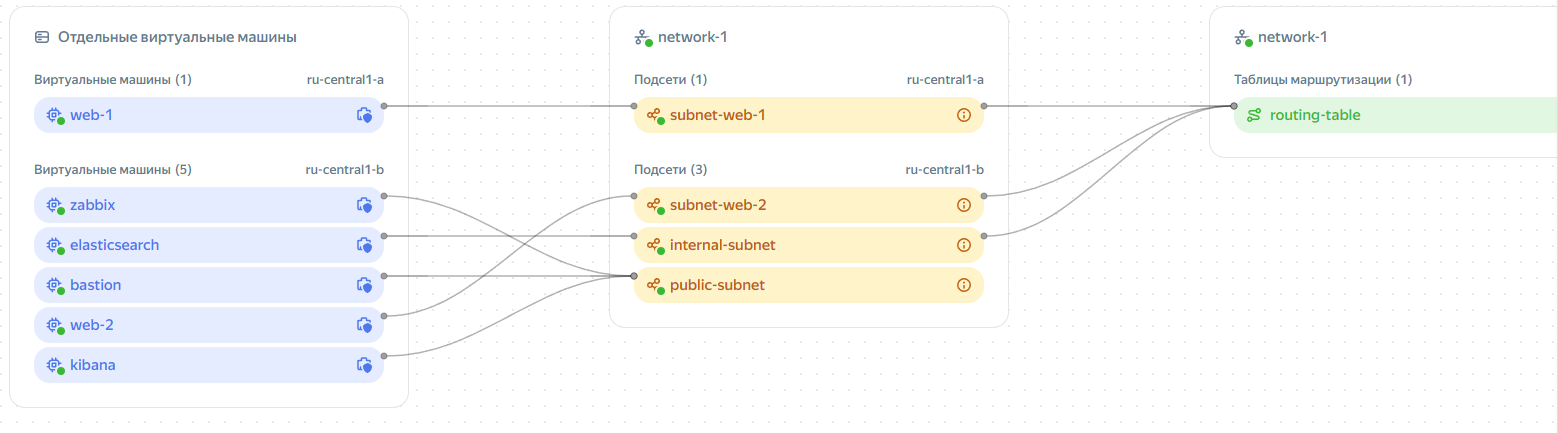 Отдельные виртуальные машины
Виртуальные машины (1) ru-central1-a
web-1
Виртуальные машины (5) ru-central1-b
zabbix
elasticsearch
bastion
web-2
kibana
network-1
Подсети (1) ru-central1-a
subnet-web-1
Подсети (3) ru-central1-b
subnet-web-2
internal-subnet
public-subnet
network-1
Таблицы маршрутизации (1)
routing-table